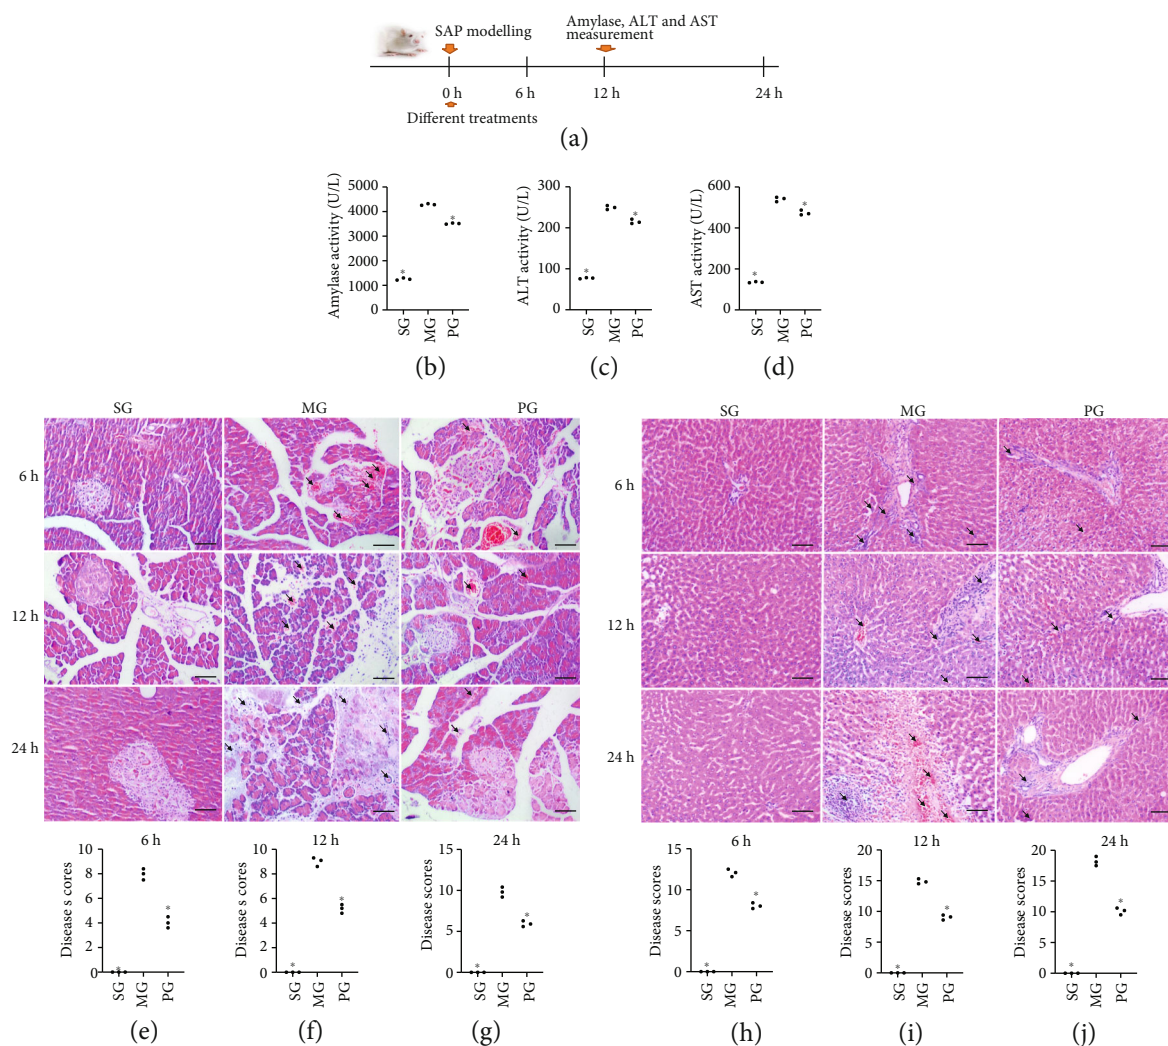 SAP modelling
Amylase, ALT and AST
measurement
0 h
6 h
12 h
24 h
Different treatments
(a)
Amylase activity (U/L)
5000
4000
3000
2000
1000
0
*
*
SG
MG
PG
(b)
ALT activity (U/L)
300
200
100
0
*
*
SG
MG
PG
(c)
AST activity (U/L)
600
400
200
0
*
*
SG
MG
PG
(d)
SG
MG
PG
6 h
12 h
24 h
SG
MG
PG
6 h
12 h
24 h
6 h
Disease s cores
10
8
6
4
2
0
*
*
SG
MG
PG
(e)
12 h
Disease s cores
10
8
6
4
2
0
*
*
SG
MG
PG
(f)
24 h
Disease scores
15
10
5
0
*
*
SG
MG
PG
(g)
6 h
Disease scores
15
10
5
0
*
*
SG
MG
PG
(h)
12 h
Disease scores
20
15
10
5
0
*
*
SG
MG
PG
(i)
24 h
Disease scores
20
15
10
5
0
*
*
SG
MG
PG
(j)